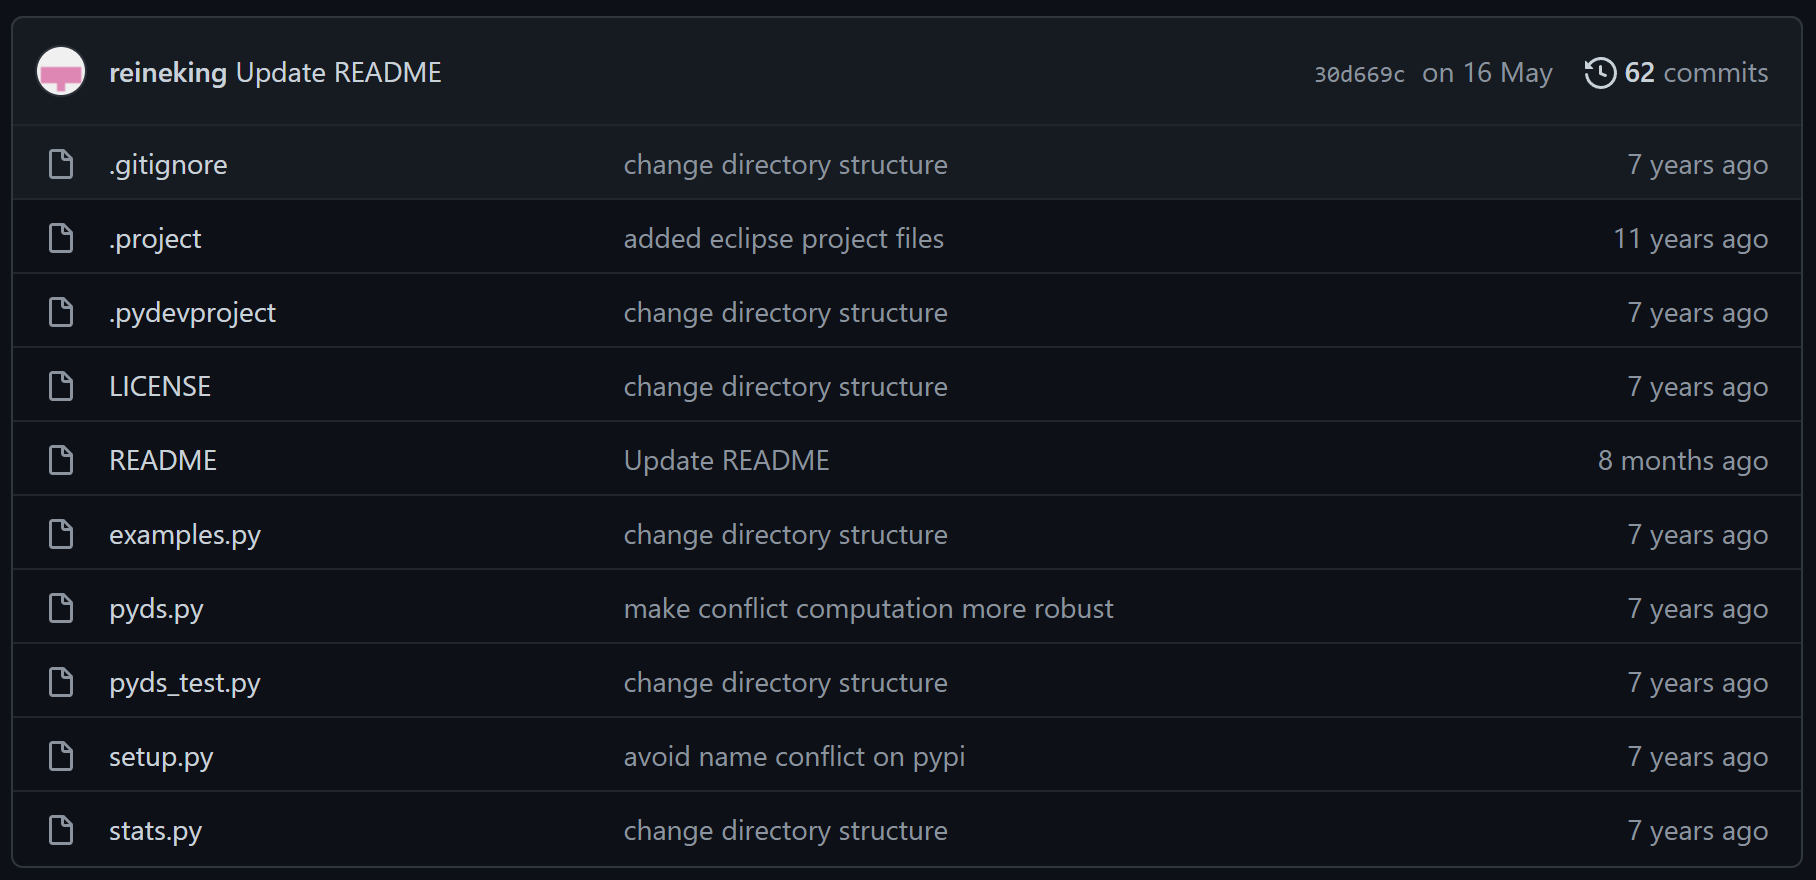 reineking Update README 30d669c on 16 May 62 commits
.gitignore change directory structure 7 years ago
.project added eclipse project files 11 years ago
.pydevproject change directory structure 7 years ago
LICENSE change directory structure 7 years ago
README Update README 8 months ago
examples.py change directory structure 7 years ago
pyds.py make conflict computation more robust 7 years ago
pyds_test.py change directory structure 7 years ago
setup.py avoid name conflict on pypi 7 years ago
stats.py change directory structure 7 years ago